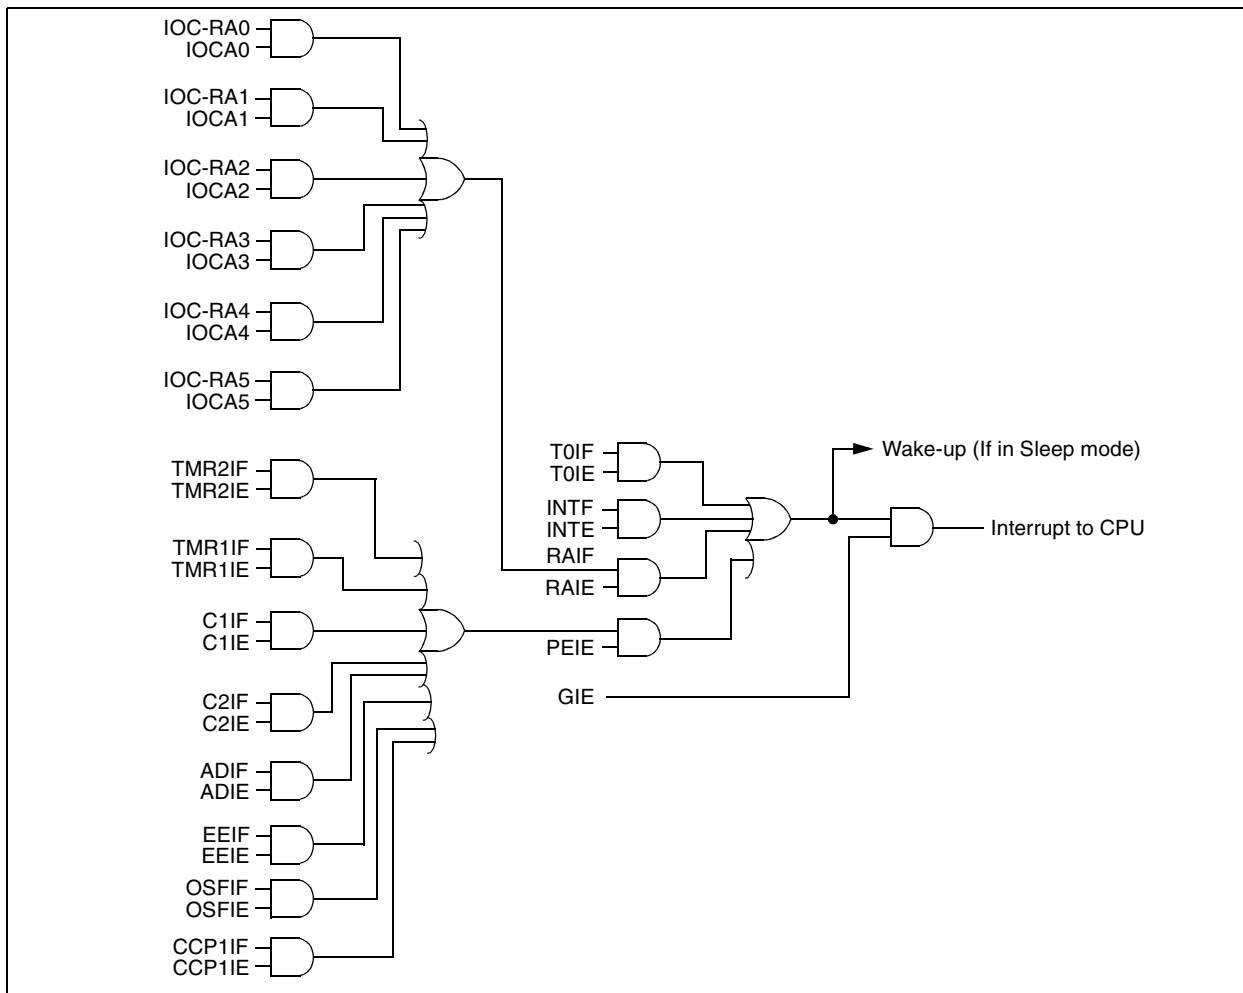 IOC-RA0
IOCA0
IOC-RA1
IOCA1
IOC-RA2
IOCA2
IOC-RA3
IOCA3
IOC-RA4
IOCA4
IOC-RA5
IOCA5
TMR2IF
TMR2IE
TMR1IF
TMR1IE
C1IF
C1IE
C2IF
C2IE
ADIF
ADIE
EEIF
EEIE
OSFIF
OSFIE
CCP1IF
CCP1IE
T0IF
T0IE
INTF
INTE
RAIF
RAIE
PEIE
GIE
Wake-up (If in Sleep mode)
Interrupt to CPU